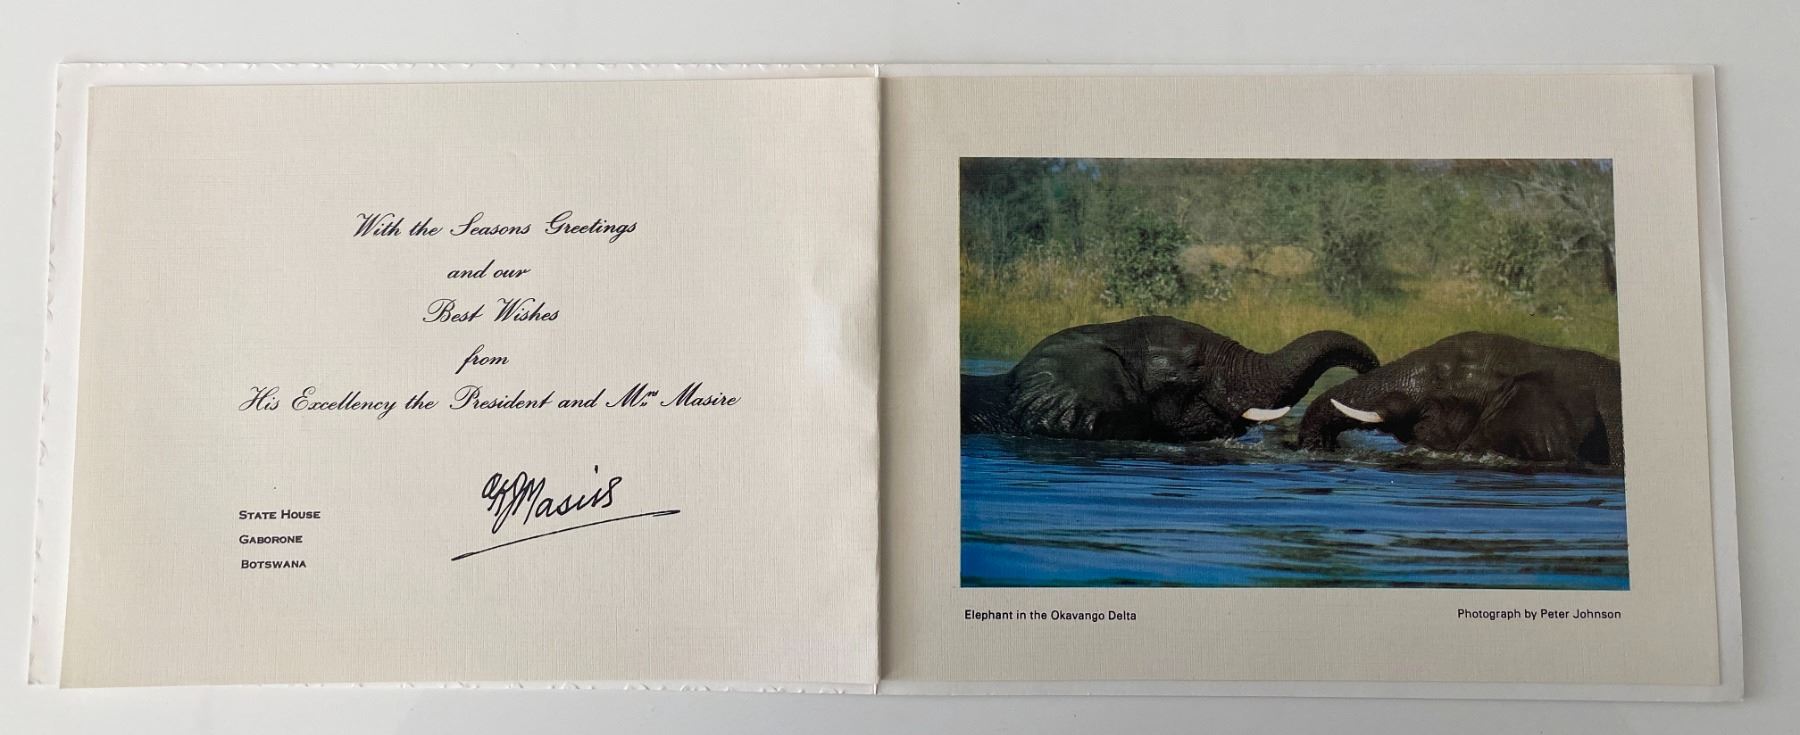 With the Seasons Greetings
and our
Best Wishes
from
His Excellency the President and Mrs Masire
QKJMasire
STATE HOUSE
GABORONE
BOTSWANA
Elephant in the Okavango Delta
Photograph by Peter Johnson